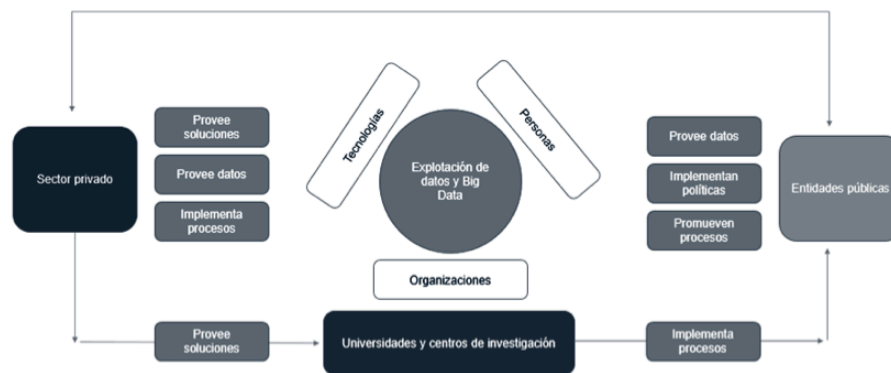 Sector privado
Provee
soluciones
Provee datos
Implementa
procesos
Tecnologías
Personas
Explotación de
datos y Big
Data
Organizaciones
Provee datos
Implementan
políticas
Promueven
procesos
Entidades públicas
Provee
soluciones
Universidades y centros de investigación
Implementa
procesos